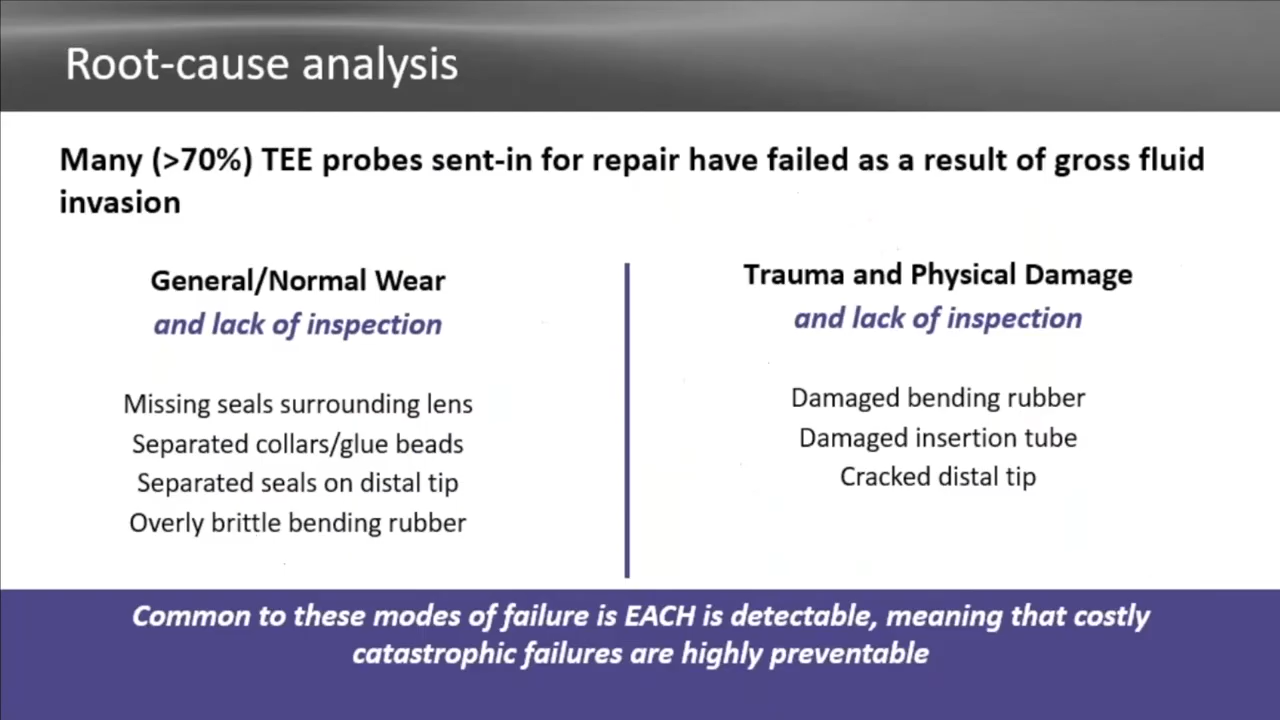 Root-cause analysis
Many (>70%) TEE probes sent-in for repair have failed as a result of gross fluid
invasion
General/Normal Wear
and lack of inspection
Missing seals surrounding lens
Separated collars/glue beads
Separated seals on distal tip
Overly brittle bending rubber
Trauma and Physical Damage
and lack of inspection
Damaged bending rubber
Damaged insertion tube
Cracked distal tip
Common to these modes of failure is EACH is detectable, meaning that costly
catastrophic failures are highly preventable